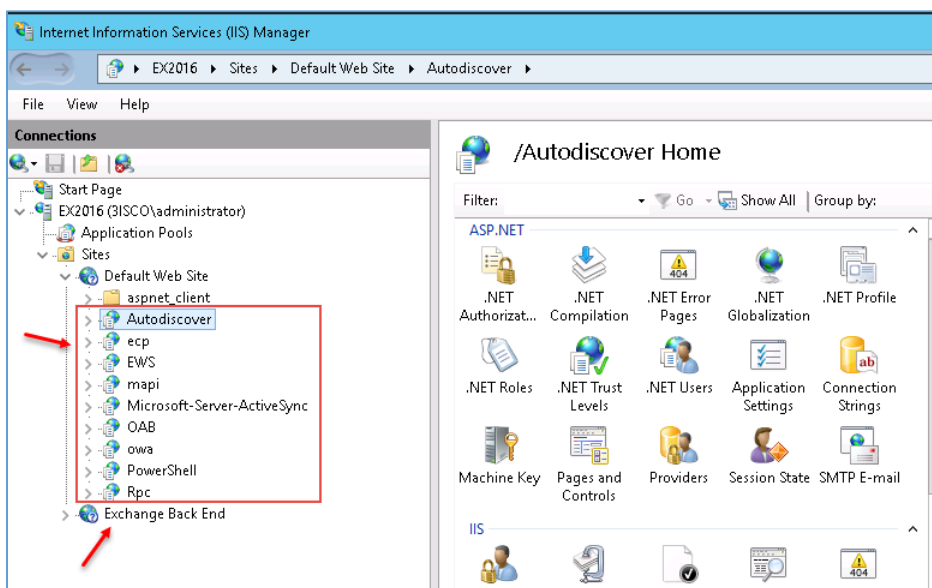 Internet Information Services (IIS) Manager
EX2016 Sites Default Web Site Autodiscover
File View Help
Connections
Start Page
EX2016 (3ISCO\administrator)
Application Pools
Sites
Default Web Site
aspnet_client
Autodiscover
ecp
EWS
mapi
Microsoft-Server-ActiveSync
OAB
owa
PowerShell
Rpc
Exchange Back End
/Autodiscover Home
Filter: Go Show All Group by:
ASP.NET
.NET Authorizat...
.NET Compilation
.NET Error Pages
.NET Globalization
.NET Profile
.NET Roles
.NET Trust Levels
.NET Users
Application Settings
Connection Strings
Machine Key
Pages and Controls
Providers
Session State
SMTP E-mail
IIS
404
404
ab